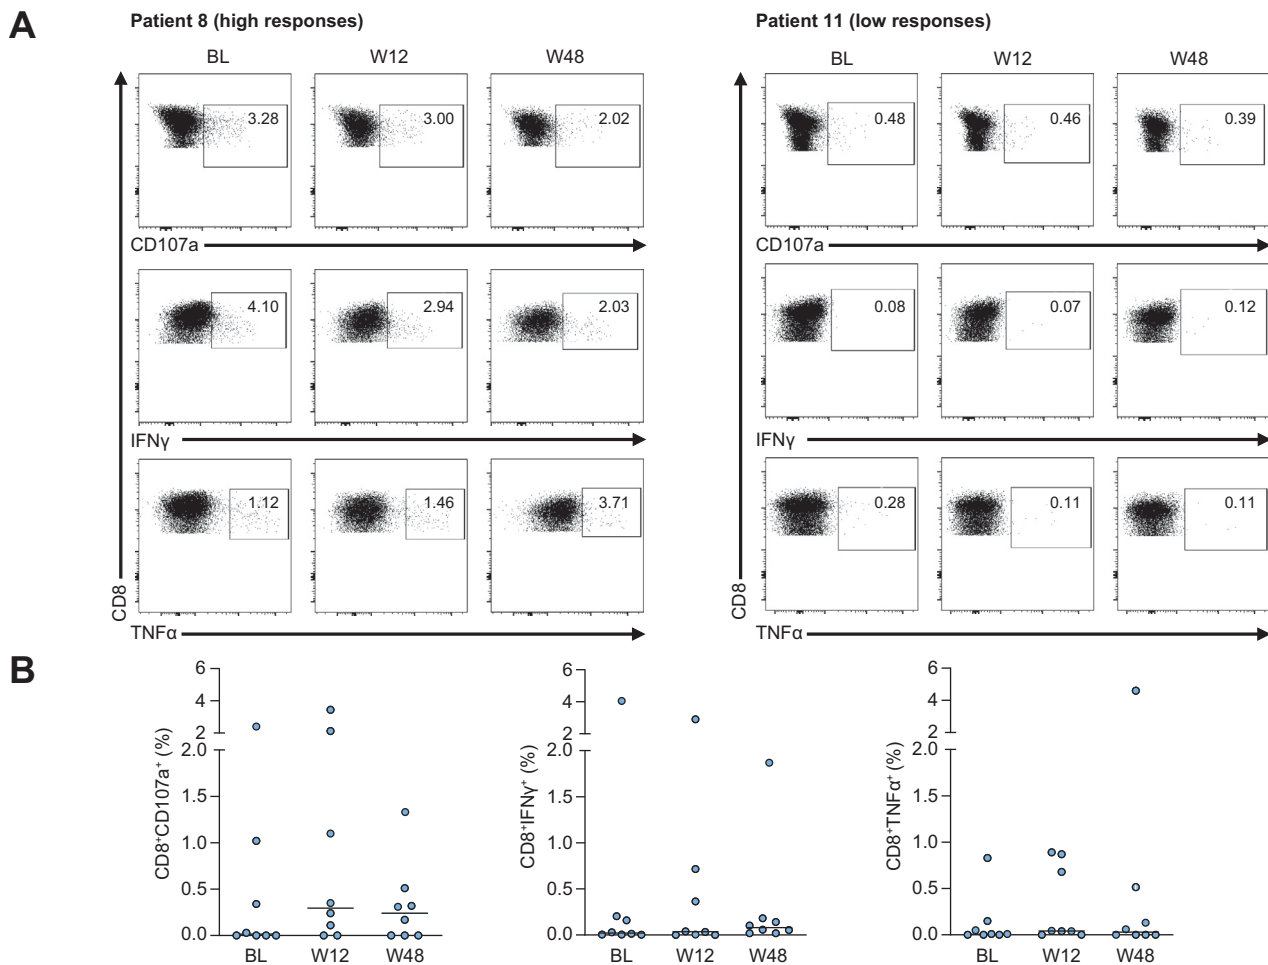 A
Patient 8 (high responses)
Patient 11 (low responses)
BL W12 W48
BL W12 W48
3.28 3.00 2.02
0.48 0.46 0.39
CD107a
CD107a
4.10 2.94 2.03
0.08 0.07 0.12
IFNγ
IFNγ
1.12 1.46 3.71
0.28 0.11 0.11
CD8
CD8
TNFα
TNFα
B
CD8+CD107a+ (%)
6
4
2
2.0
1.5
1.0
0.5
0.0
BL W12 W48
CD8+IFNγ+ (%)
6
4
2
2.0
1.5
1.0
0.5
0.0
BL W12 W48
CD8+TNFα+ (%)
6
4
2
2.0
1.5
1.0
0.5
0.0
BL W12 W48